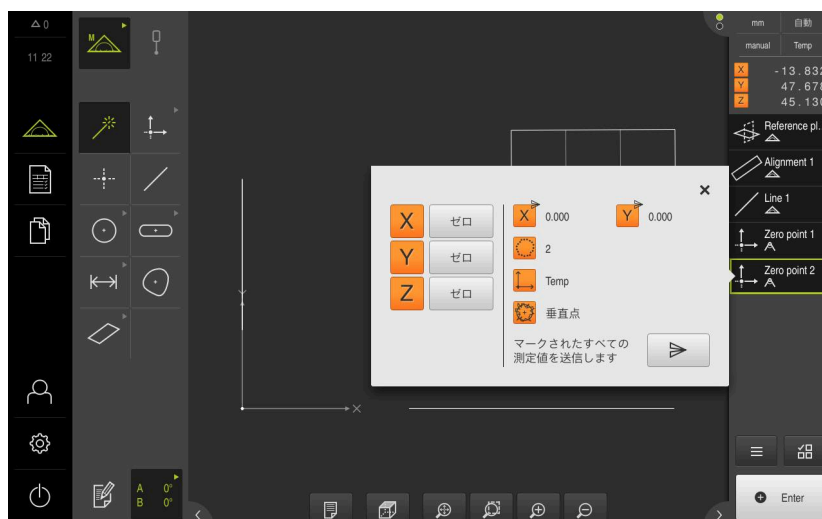 0
11 22
M
A 0°
B 0°
X
X
ゼロ
Y
ゼロ
Z
ゼロ
X 0.000
Y 0.000
2
Temp
垂直点
マークされたすべての
測定値を送信します
mm
自動
manual
Temp
X -13.832
Y 47.678
Z 45.130
Reference pl.
Alignment 1
Line 1
Zero point 1
Zero point 2
Enter